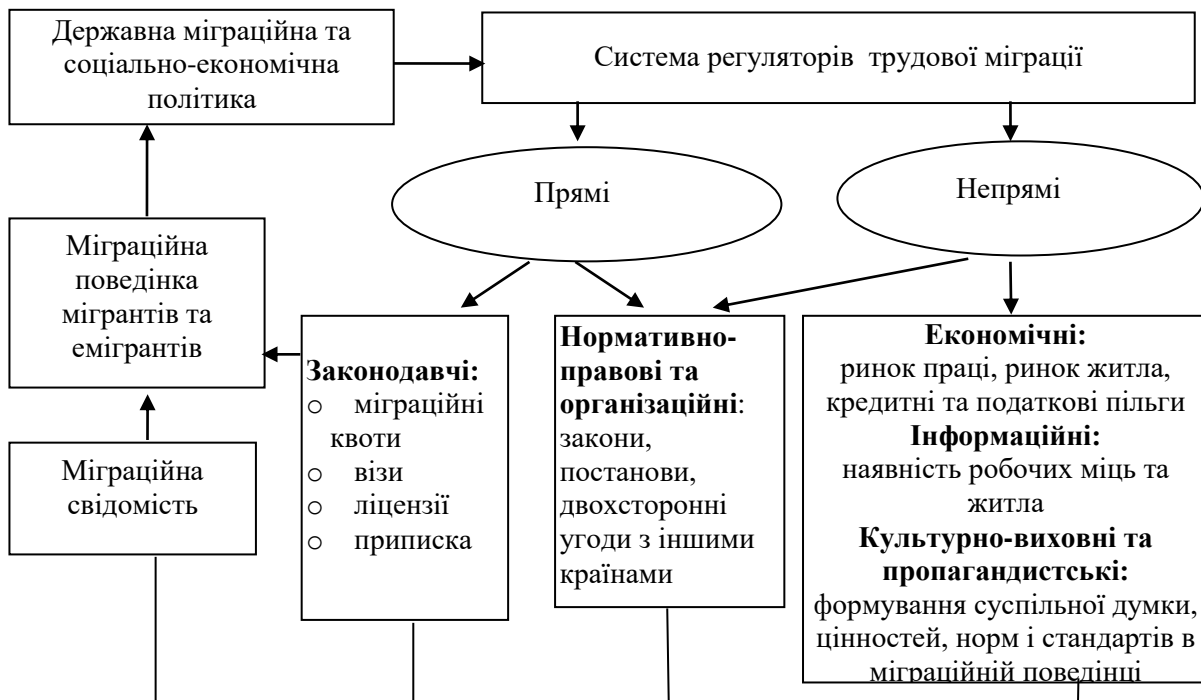 Державна міграційна та
соціально-економічна
політика
Система регуляторів трудової міграції
Прямі
Непрямі
Міграційна
поведінка
мігрантів та
емігрантів
Міграційна
свідомість
Законодавчі:
○ міграційні
квоти
○ візи
○ ліцензії
○ приписка
Нормативно-
правові та
організаційні:
закони,
постанови,
двохсторонні
угоди з іншими
країнами
Економічні:
ринок праці, ринок житла,
кредитні та податкові пільги
Інформаційні:
наявність робочих міць та
житла
Культурно-виховні та
пропагандистські:
формування суспільної думки,
цінностей, норм і стандартів в
міграційній поведінці